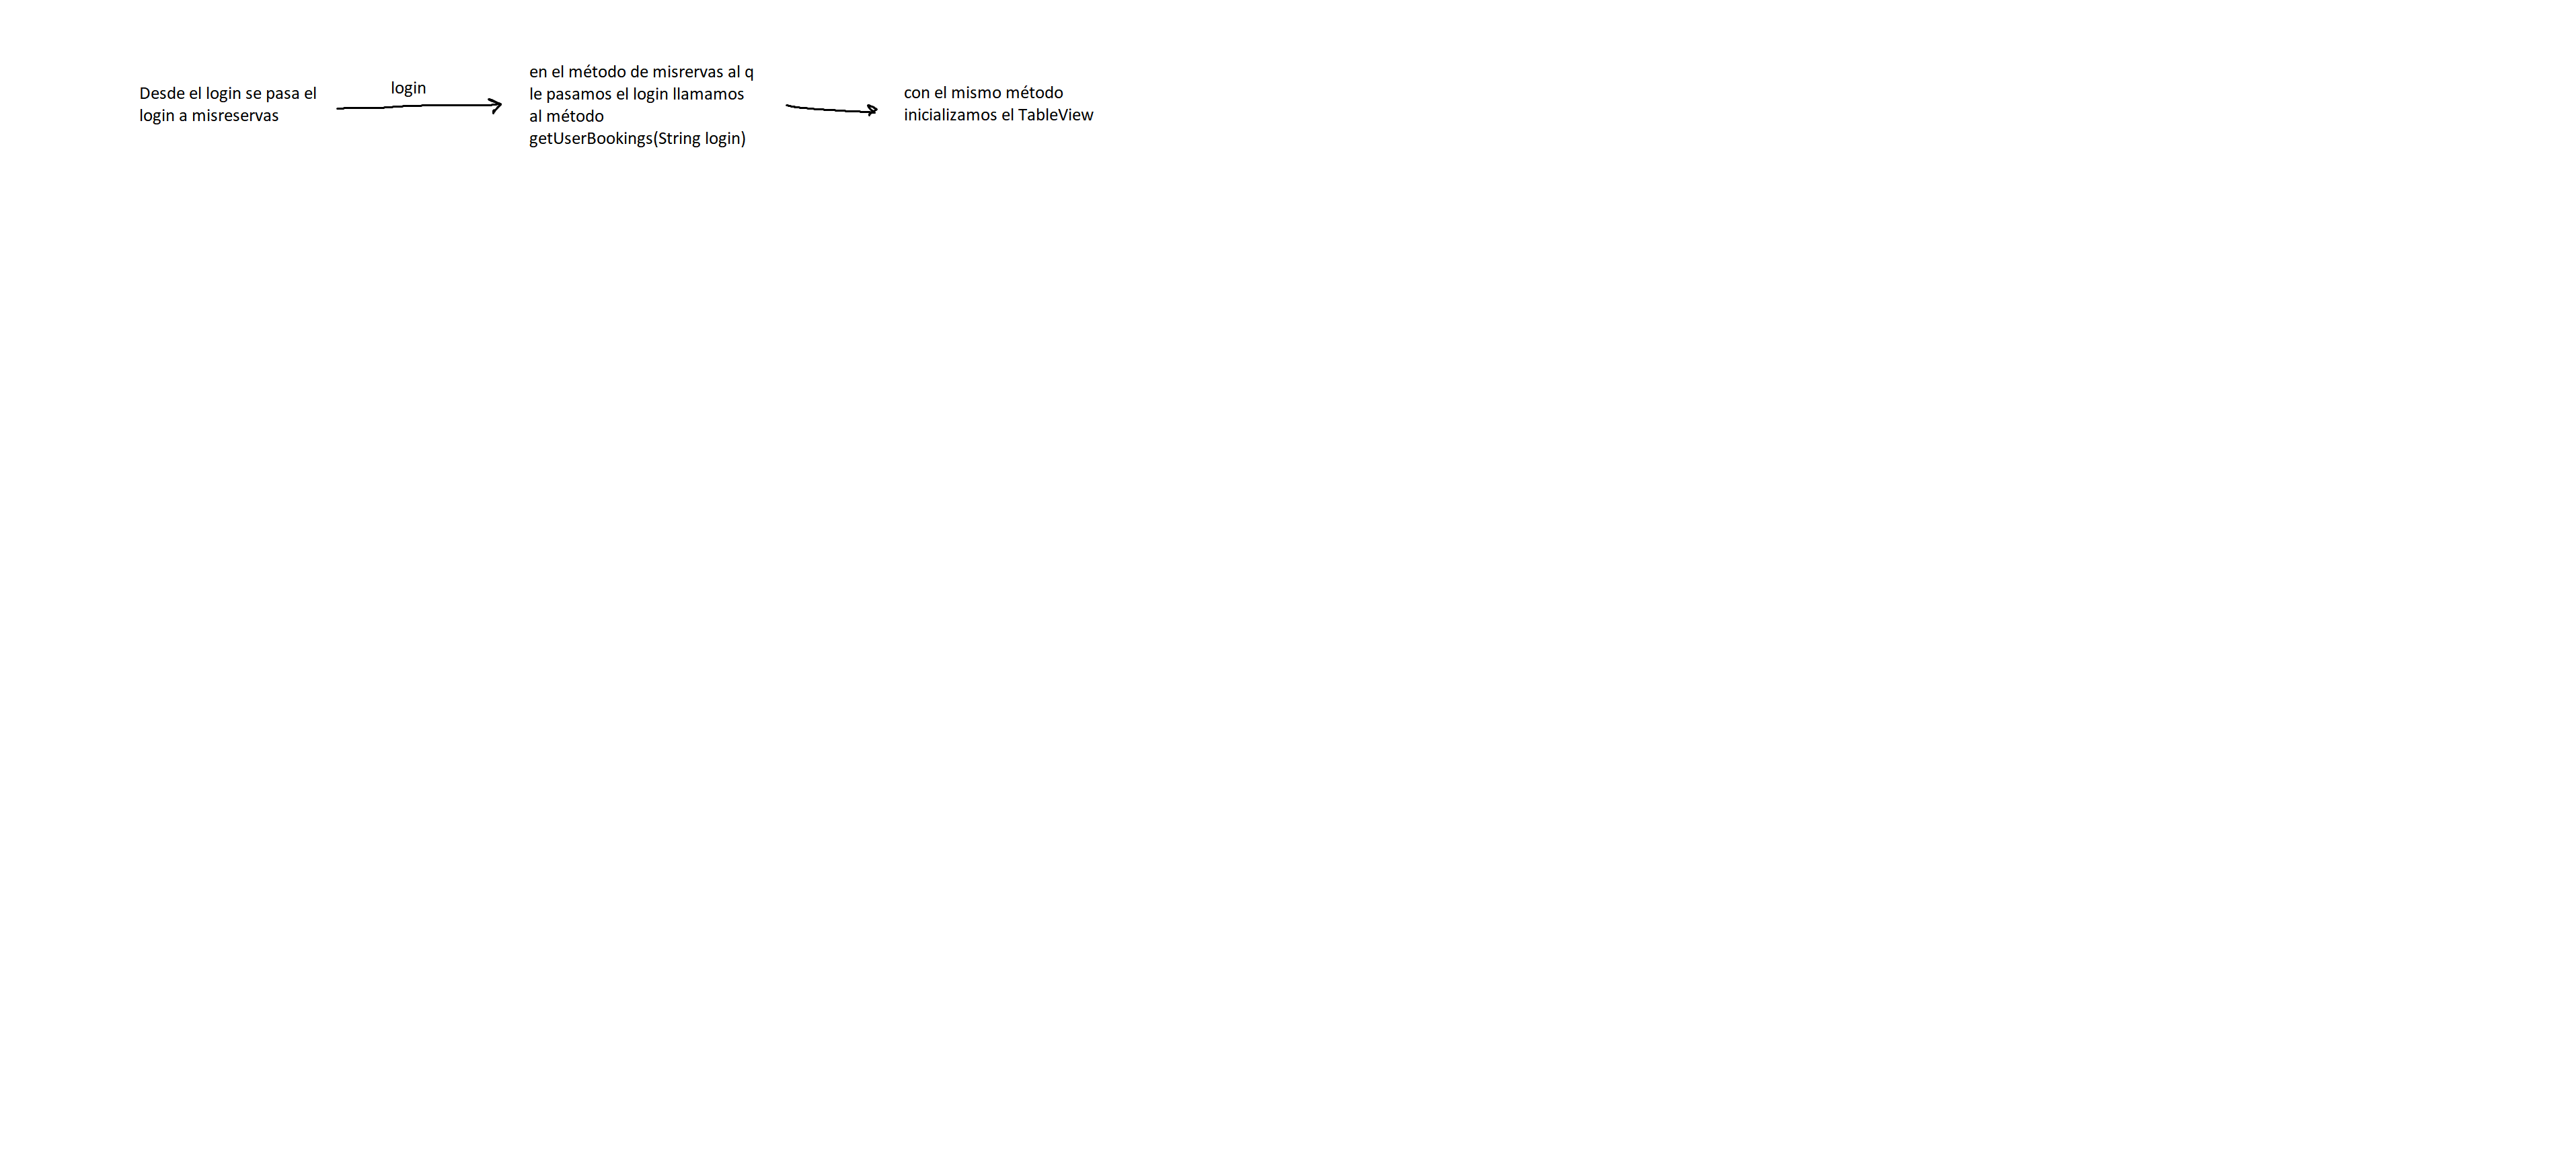 Desde el login se pasa el
login a misreservas
login
en el método de misrervas al q
le pasamos el login llamamos
al método
getUserBookings(String login)
con el mismo método
inicializamos el TableView